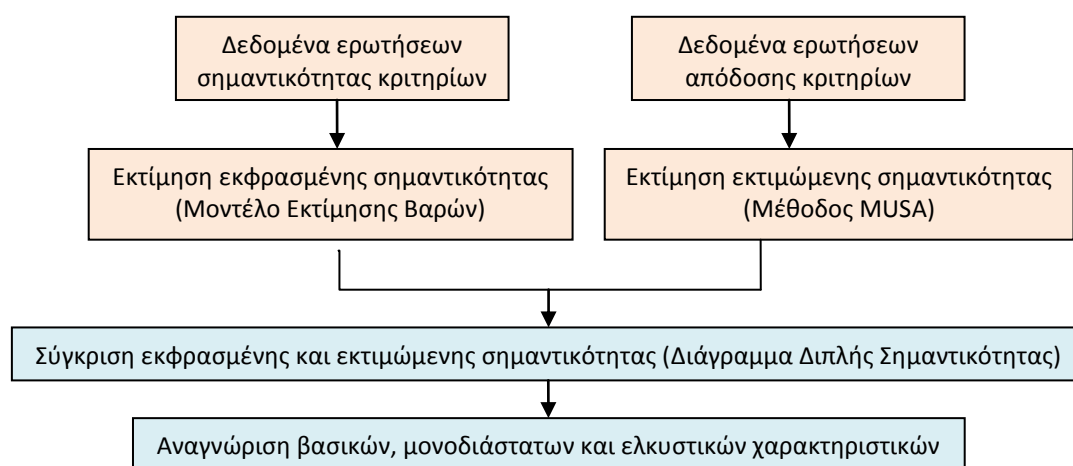 Δεδομένα ερωτήσεων
σημαντικότητας κριτηρίων
Δεδομένα ερωτήσεων
απόδοσης κριτηρίων
Εκτίμηση εκφρασμένης σημαντικότητας
(Μοντέλο Εκτίμησης Βαρών)
Εκτίμηση εκτιμώμενης σημαντικότητας
(Μέθοδος MUSA)
Σύγκριση εκφρασμένης και εκτιμώμενης σημαντικότητας (Διάγραμμα Διπλής Σημαντικότητας)
Αναγνώριση βασικών, μονοδιάστατων και ελκυστικών χαρακτηριστικών